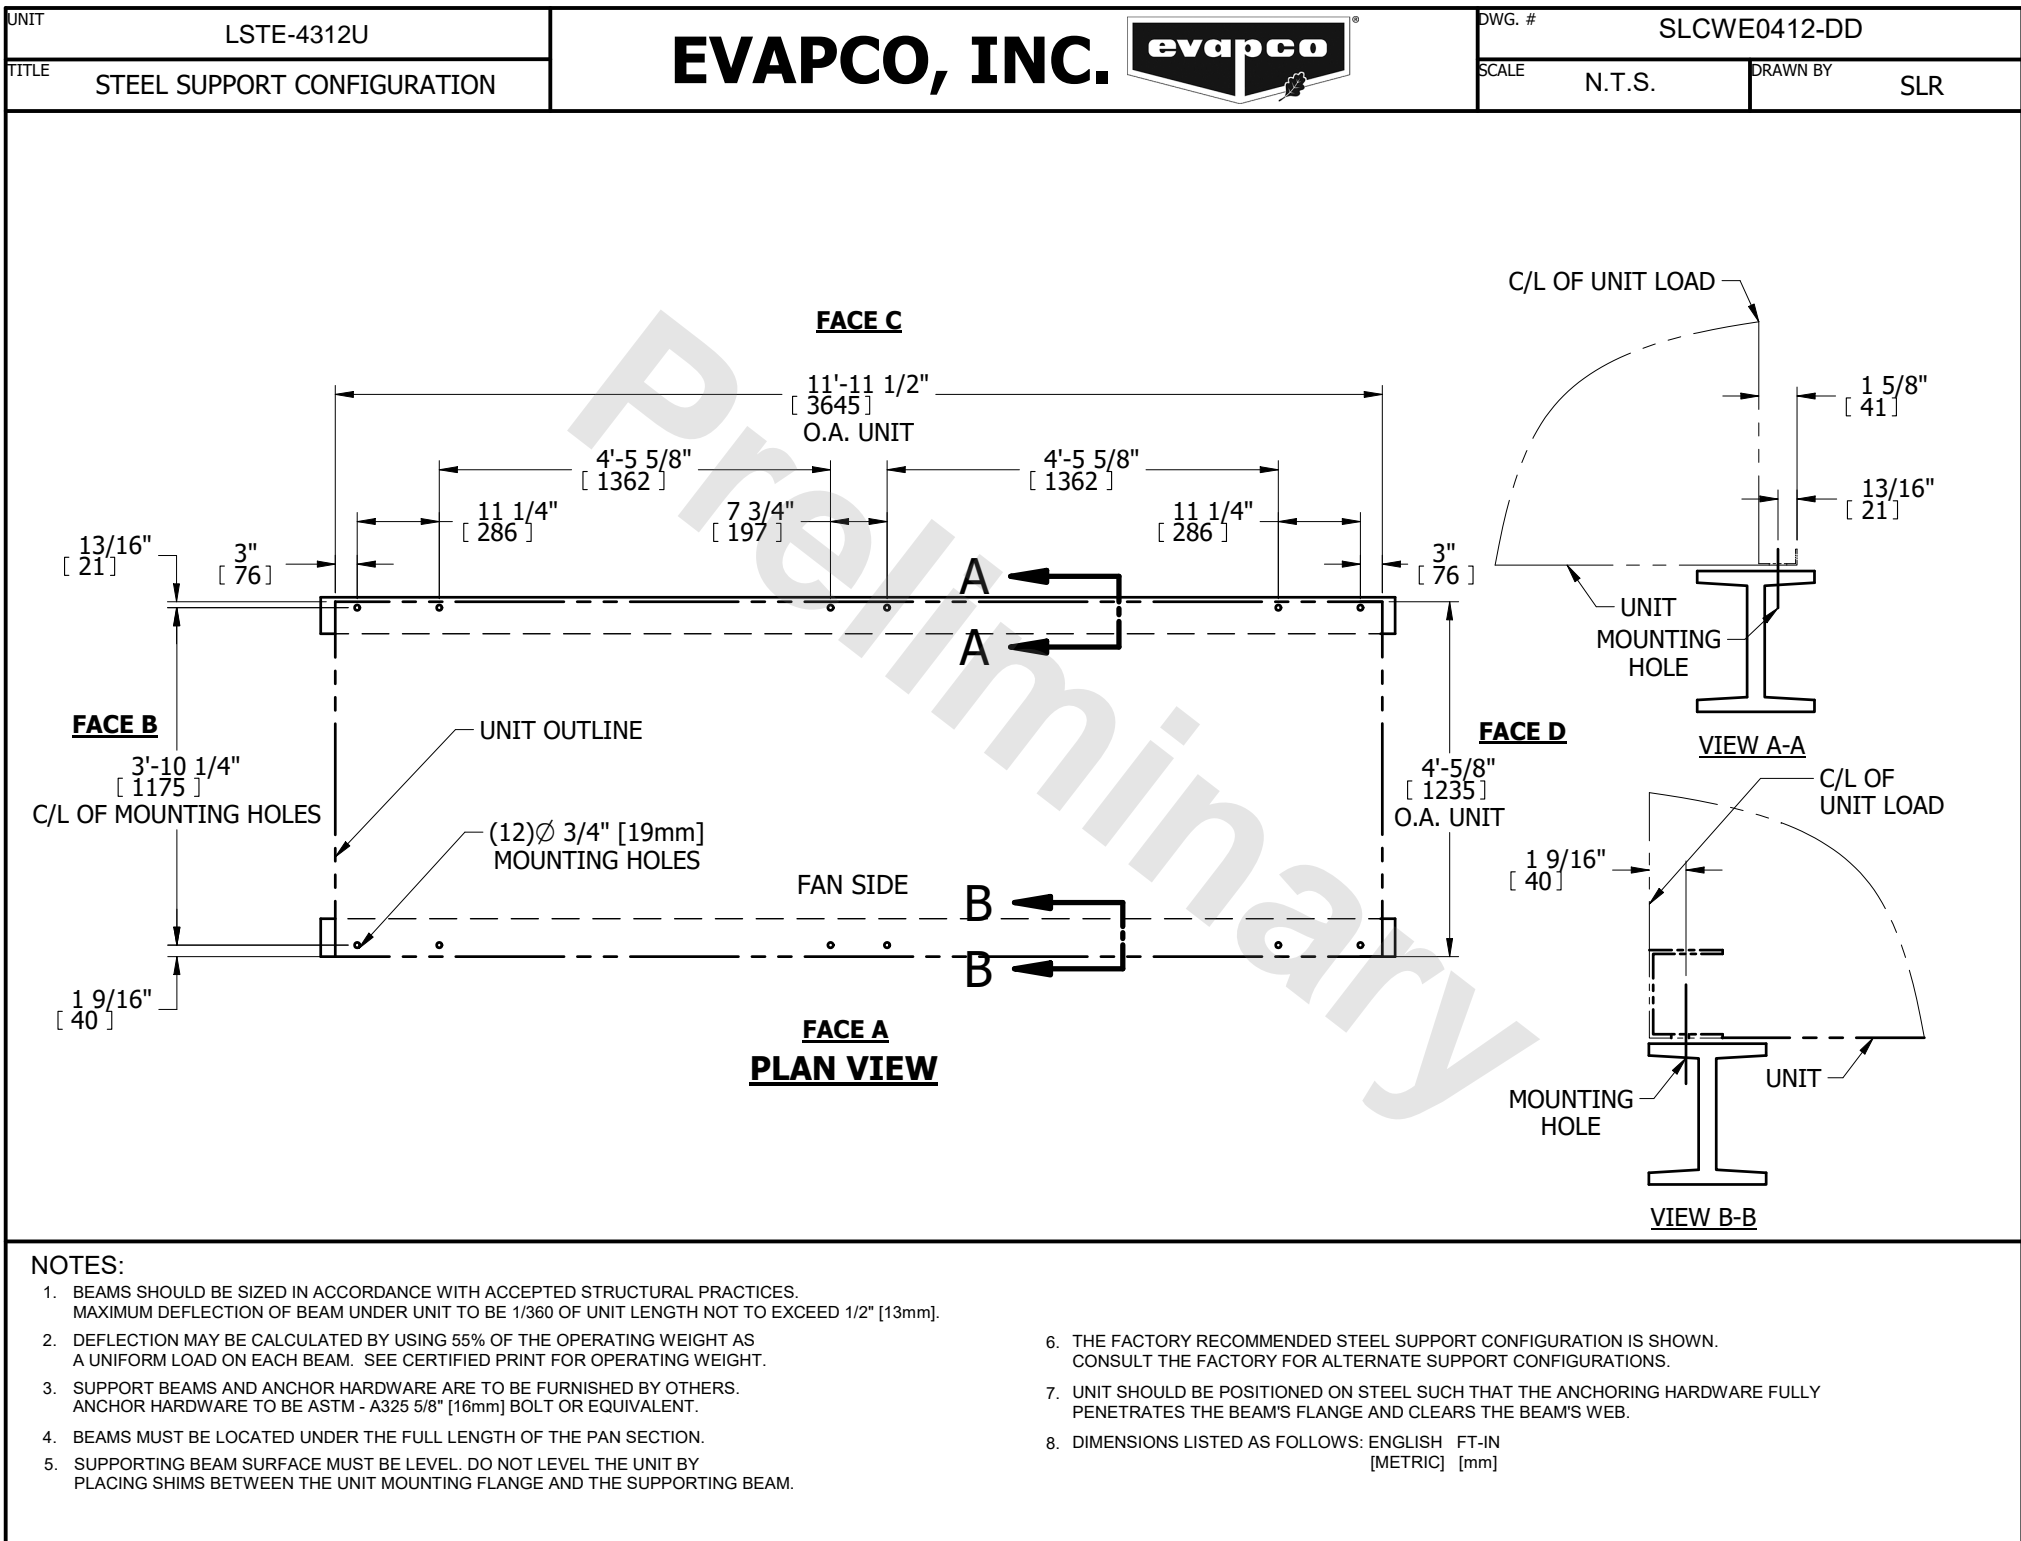 UNIT
LSTE-4312U
TITLE
STEEL SUPPORT CONFIGURATION
EVAPCO, INC.
evapco
®
DWG. #
SLCWE0412-DD
SCALE
N.T.S.
DRAWN BY
SLR
Preliminary
FACE C
11'-11 1/2"
[ 3645 ]
O.A. UNIT
4'-5 5/8"
[ 1362 ]
4'-5 5/8"
[ 1362 ]
11 1/4"
[ 286 ]
7 3/4"
[ 197 ]
11 1/4"
[ 286 ]
13/16"
[ 21 ]
3"
[ 76 ]
3"
[ 76 ]
A
A
FACE B
3'-10 1/4"
[ 1175 ]
C/L OF MOUNTING HOLES
UNIT OUTLINE
(12)Ø 3/4" [19mm]
MOUNTING HOLES
FAN SIDE
B
B
FACE D
4'-5/8"
[ 1235 ]
O.A. UNIT
1 9/16"
[ 40 ]
FACE A
PLAN VIEW
C/L OF UNIT LOAD
1 5/8"
[ 41 ]
13/16"
[ 21 ]
UNIT
MOUNTING
HOLE
VIEW A-A
C/L OF
UNIT LOAD
1 9/16"
[ 40 ]
UNIT
MOUNTING
HOLE
VIEW B-B
NOTES:
1. BEAMS SHOULD BE SIZED IN ACCORDANCE WITH ACCEPTED STRUCTURAL PRACTICES.
MAXIMUM DEFLECTION OF BEAM UNDER UNIT TO BE 1/360 OF UNIT LENGTH NOT TO EXCEED 1/2" [13mm].
2. DEFLECTION MAY BE CALCULATED BY USING 55% OF THE OPERATING WEIGHT AS
A UNIFORM LOAD ON EACH BEAM. SEE CERTIFIED PRINT FOR OPERATING WEIGHT.
3. SUPPORT BEAMS AND ANCHOR HARDWARE ARE TO BE FURNISHED BY OTHERS.
ANCHOR HARDWARE TO BE ASTM - A325 5/8" [16mm] BOLT OR EQUIVALENT.
4. BEAMS MUST BE LOCATED UNDER THE FULL LENGTH OF THE PAN SECTION.
5. SUPPORTING BEAM SURFACE MUST BE LEVEL. DO NOT LEVEL THE UNIT BY
PLACING SHIMS BETWEEN THE UNIT MOUNTING FLANGE AND THE SUPPORTING BEAM.
6. THE FACTORY RECOMMENDED STEEL SUPPORT CONFIGURATION IS SHOWN.
CONSULT THE FACTORY FOR ALTERNATE SUPPORT CONFIGURATIONS.
7. UNIT SHOULD BE POSITIONED ON STEEL SUCH THAT THE ANCHORING HARDWARE FULLY
PENETRATES THE BEAM'S FLANGE AND CLEARS THE BEAM'S WEB.
8. DIMENSIONS LISTED AS FOLLOWS: ENGLISH FT-IN
[METRIC] [mm]